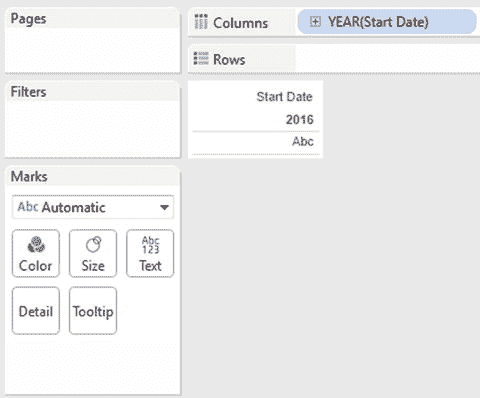 Pages
Columns
YEAR(Start Date)
Rows
Filters
Start Date
2016
Abc
Marks
Abc Automatic
Color
Size
Abc
123
Text
Detail
Tooltip